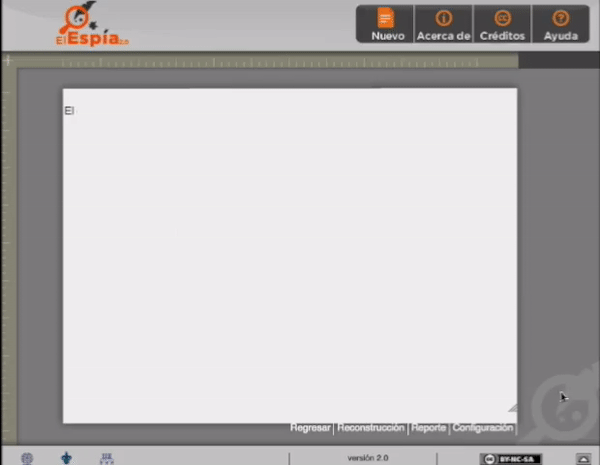 El Espía 2.0
Nuevo
Acerca de
Créditos
Ayuda
El
Regresar | Reconstrucción | Reporte | Configuración
versión 2.0
cc BY-NC-SA